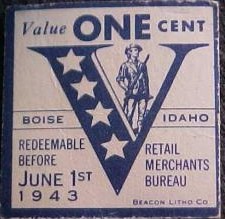 Value ONE CENT
V
BOISE IDAHO
REDEEMABLE BEFORE JUNE 1ST 1943
RETAIL MERCHANTS BUREAU
BEACON LITHO CO.